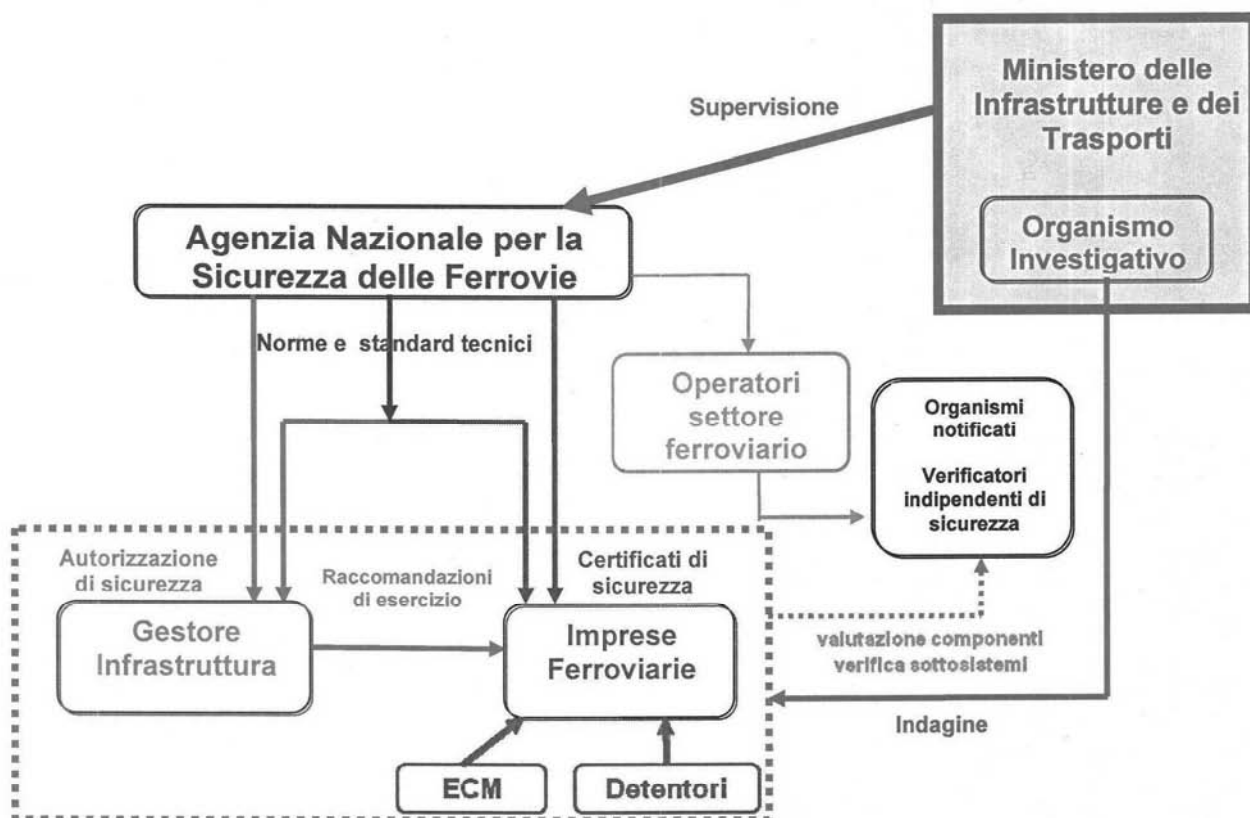 Ministero delle
Infrastrutture e dei
Trasporti
Supervisione
Organismo
Investigativo
Agenzia Nazionale per la
Sicurezza delle Ferrovie
Norme e standard tecnici
Operatori
settore
ferroviario
Organismi
notificati
Verificatori
indipendenti di
sicurezza
Autorizzazione
di sicurezza
Raccomandazioni
di esercizio
Certificati di
sicurezza
Gestore
Infrastruttura
Imprese
Ferroviarie
valutazione componenti
verifica sottosistemi
Indagine
ECM
Detentori